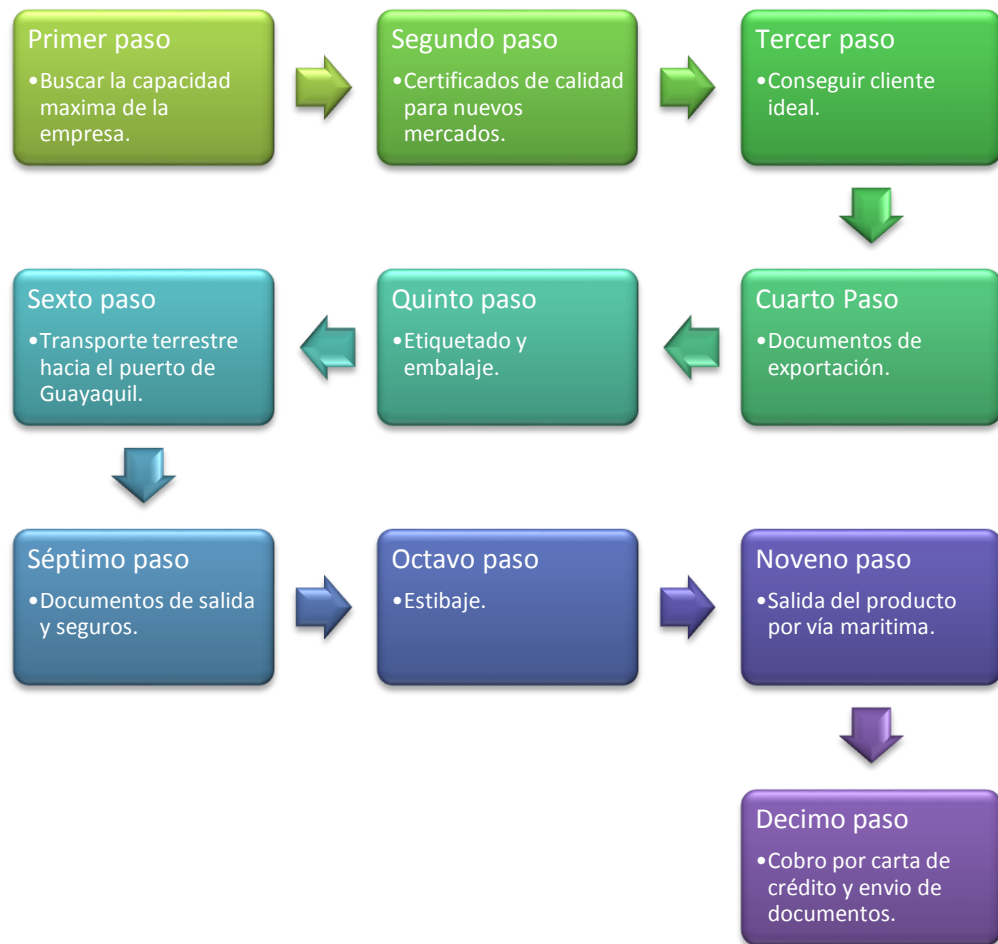 Primer paso
•Buscar la capacidad
maxima de la
empresa.
Segundo paso
•Certificados de calidad
para nuevos
mercados.
Tercer paso
•Conseguir cliente
ideal.
Cuarto Paso
•Documentos de
exportación.
Quinto paso
•Etiquetado y
embalaje.
Sexto paso
•Transporte terrestre
hacia el puerto de
Guayaquil.
Séptimo paso
•Documentos de salida
y seguros.
Octavo paso
•Estibaje.
Noveno paso
•Salida del producto
por vía maritima.
Decimo paso
•Cobro por carta de
crédito y envio de
documentos.